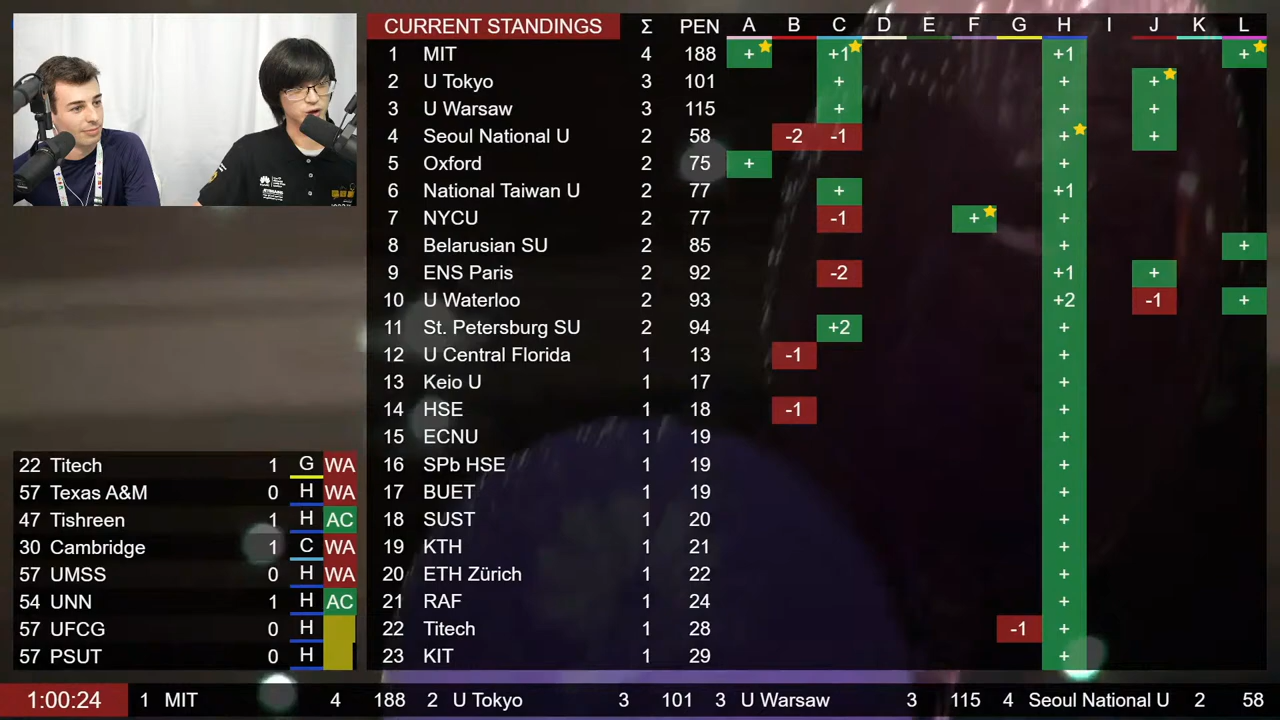 CURRENT STANDINGS Σ PEN A B C D E F G H I J K L
1 MIT 4 188 + +1 +1 +
2 U Tokyo 3 101 + + +
3 U Warsaw 3 115 + + +
4 Seoul National U 2 58 -2 -1 + +
5 Oxford 2 75 + +
6 National Taiwan U 2 77 + +1
7 NYCU 2 77 -1 + +
8 Belarusian SU 2 85 + +
9 ENS Paris 2 92 -2 +1 +
10 U Waterloo 2 93 +2 -1 +
11 St. Petersburg SU 2 94 +2 +
12 U Central Florida 1 13 -1 +
13 Keio U 1 17 +
14 HSE 1 18 -1 +
15 ECNU 1 19 +
16 SPb HSE 1 19 +
17 BUET 1 19 +
18 SUST 1 20 +
19 KTH 1 21 +
20 ETH Zürich 1 22 +
21 RAF 1 24 +
22 Titech 1 28 -1 +
23 KIT 1 29 +
22 Titech 1 G WA
57 Texas A&M 0 H WA
47 Tishreen 1 H AC
30 Cambridge 1 C WA
57 UMSS 0 H WA
54 UNN 1 H AC
57 UFCG 0 H
57 PSUT 0 H
1:00:24 1 MIT 4 188 2 U Tokyo 3 101 3 U Warsaw 3 115 4 Seoul National U 2 58